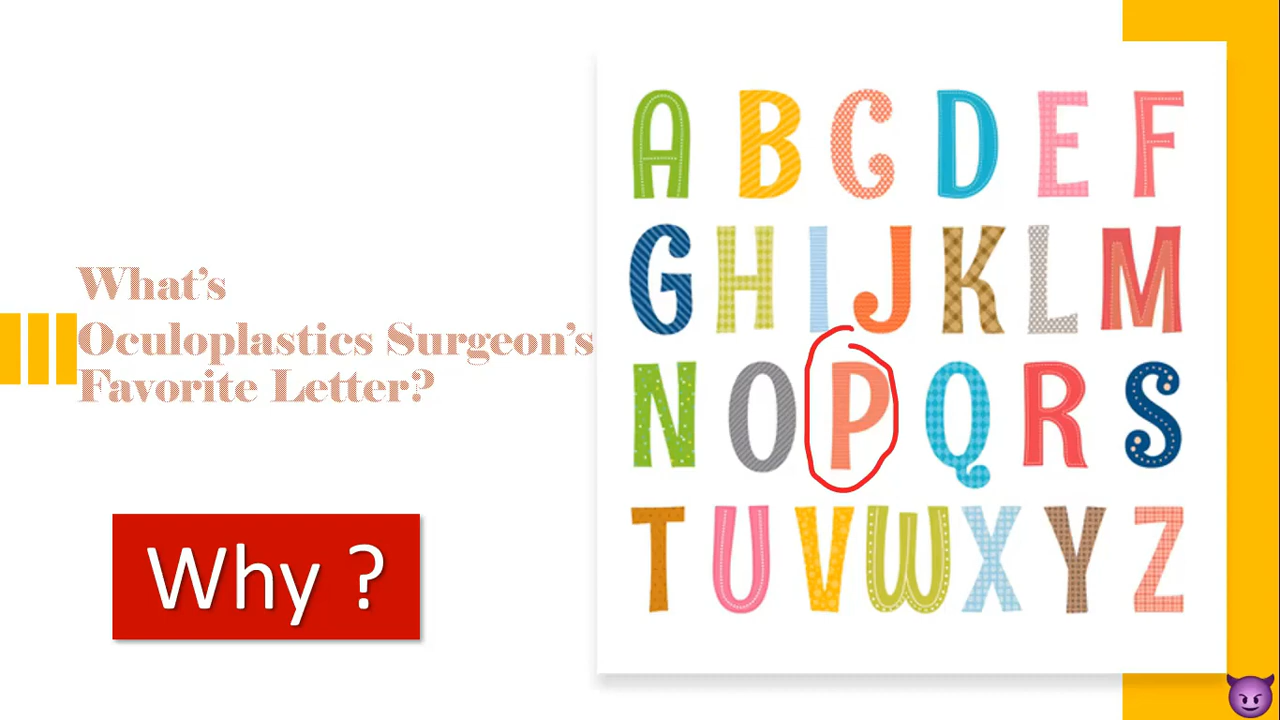 What's
Oculoplastics Surgeon's
Favorite Letter?
Why ?
A B C D E F
G H I J K L M
N O P Q R S
T U V W X Y Z